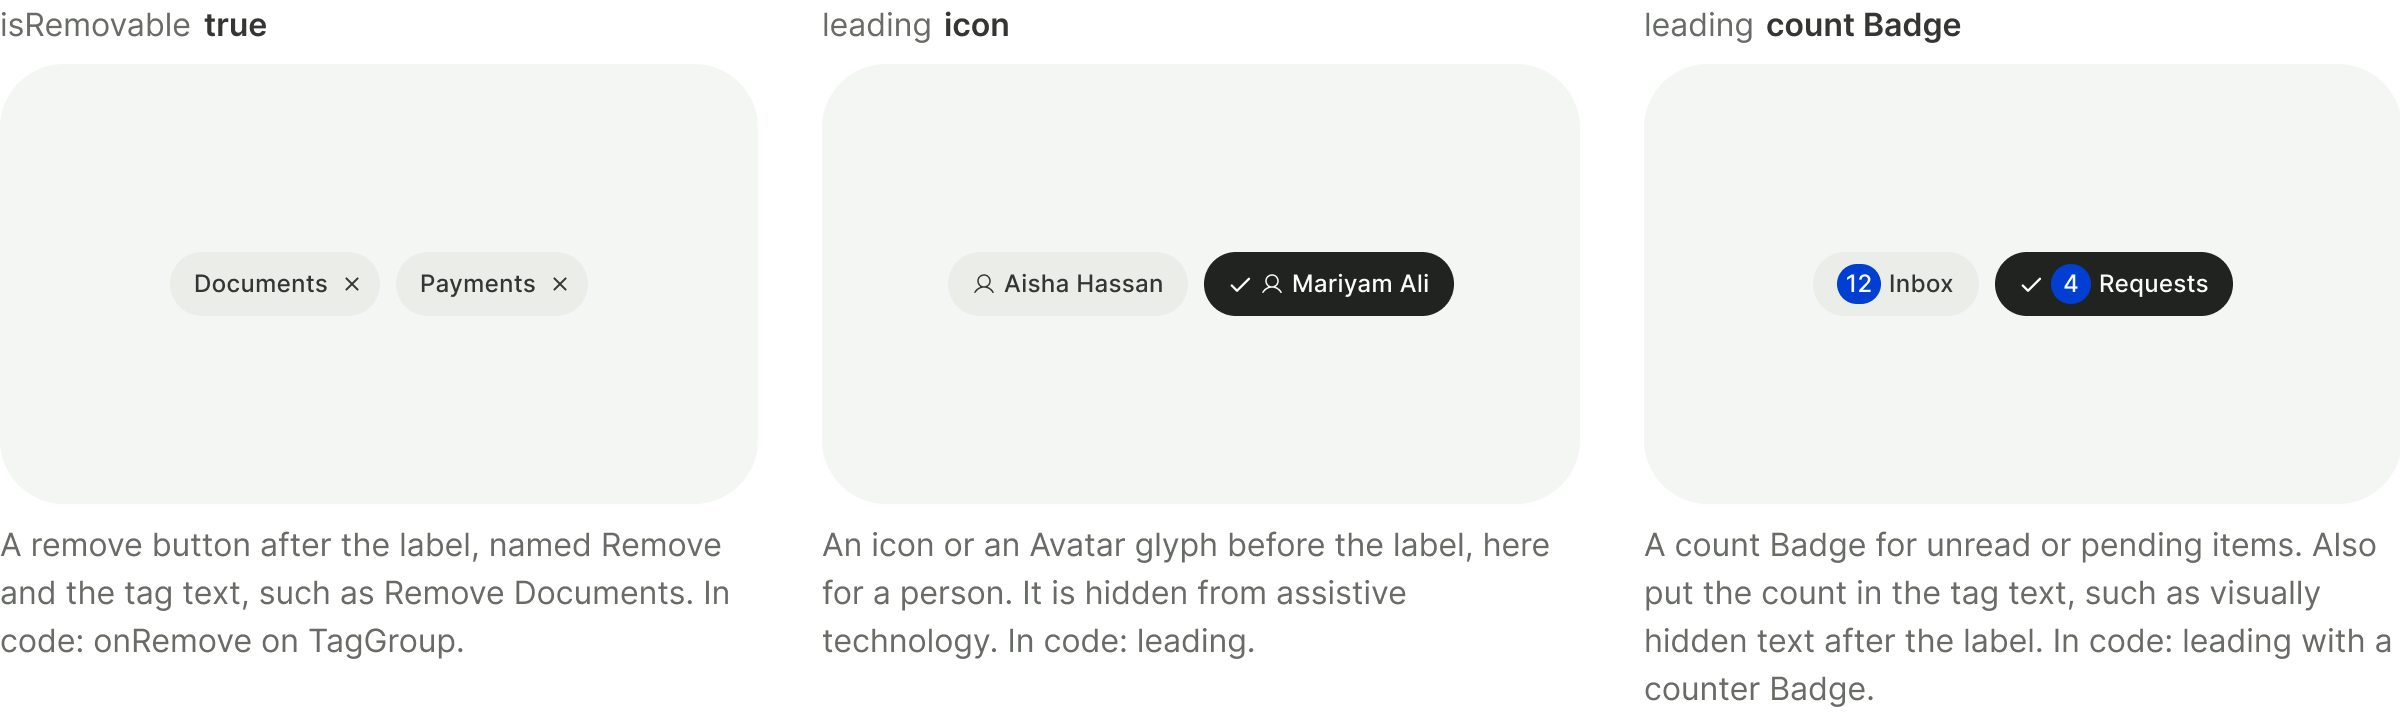 isRemovable true
Documents
Payments
A remove button after the label, named Remove
and the tag text, such as Remove Documents. In
code: onRemove on TagGroup.
leading icon
Aisha Hassan
Mariyam Ali
An icon or an Avatar glyph before the label, here
for a person. It is hidden from assistive
technology. In code: leading.
leading count Badge
12 Inbox
4 Requests
A count Badge for unread or pending items. Also
put the count in the tag text, such as visually
hidden text after the label. In code: leading with a
counter Badge.